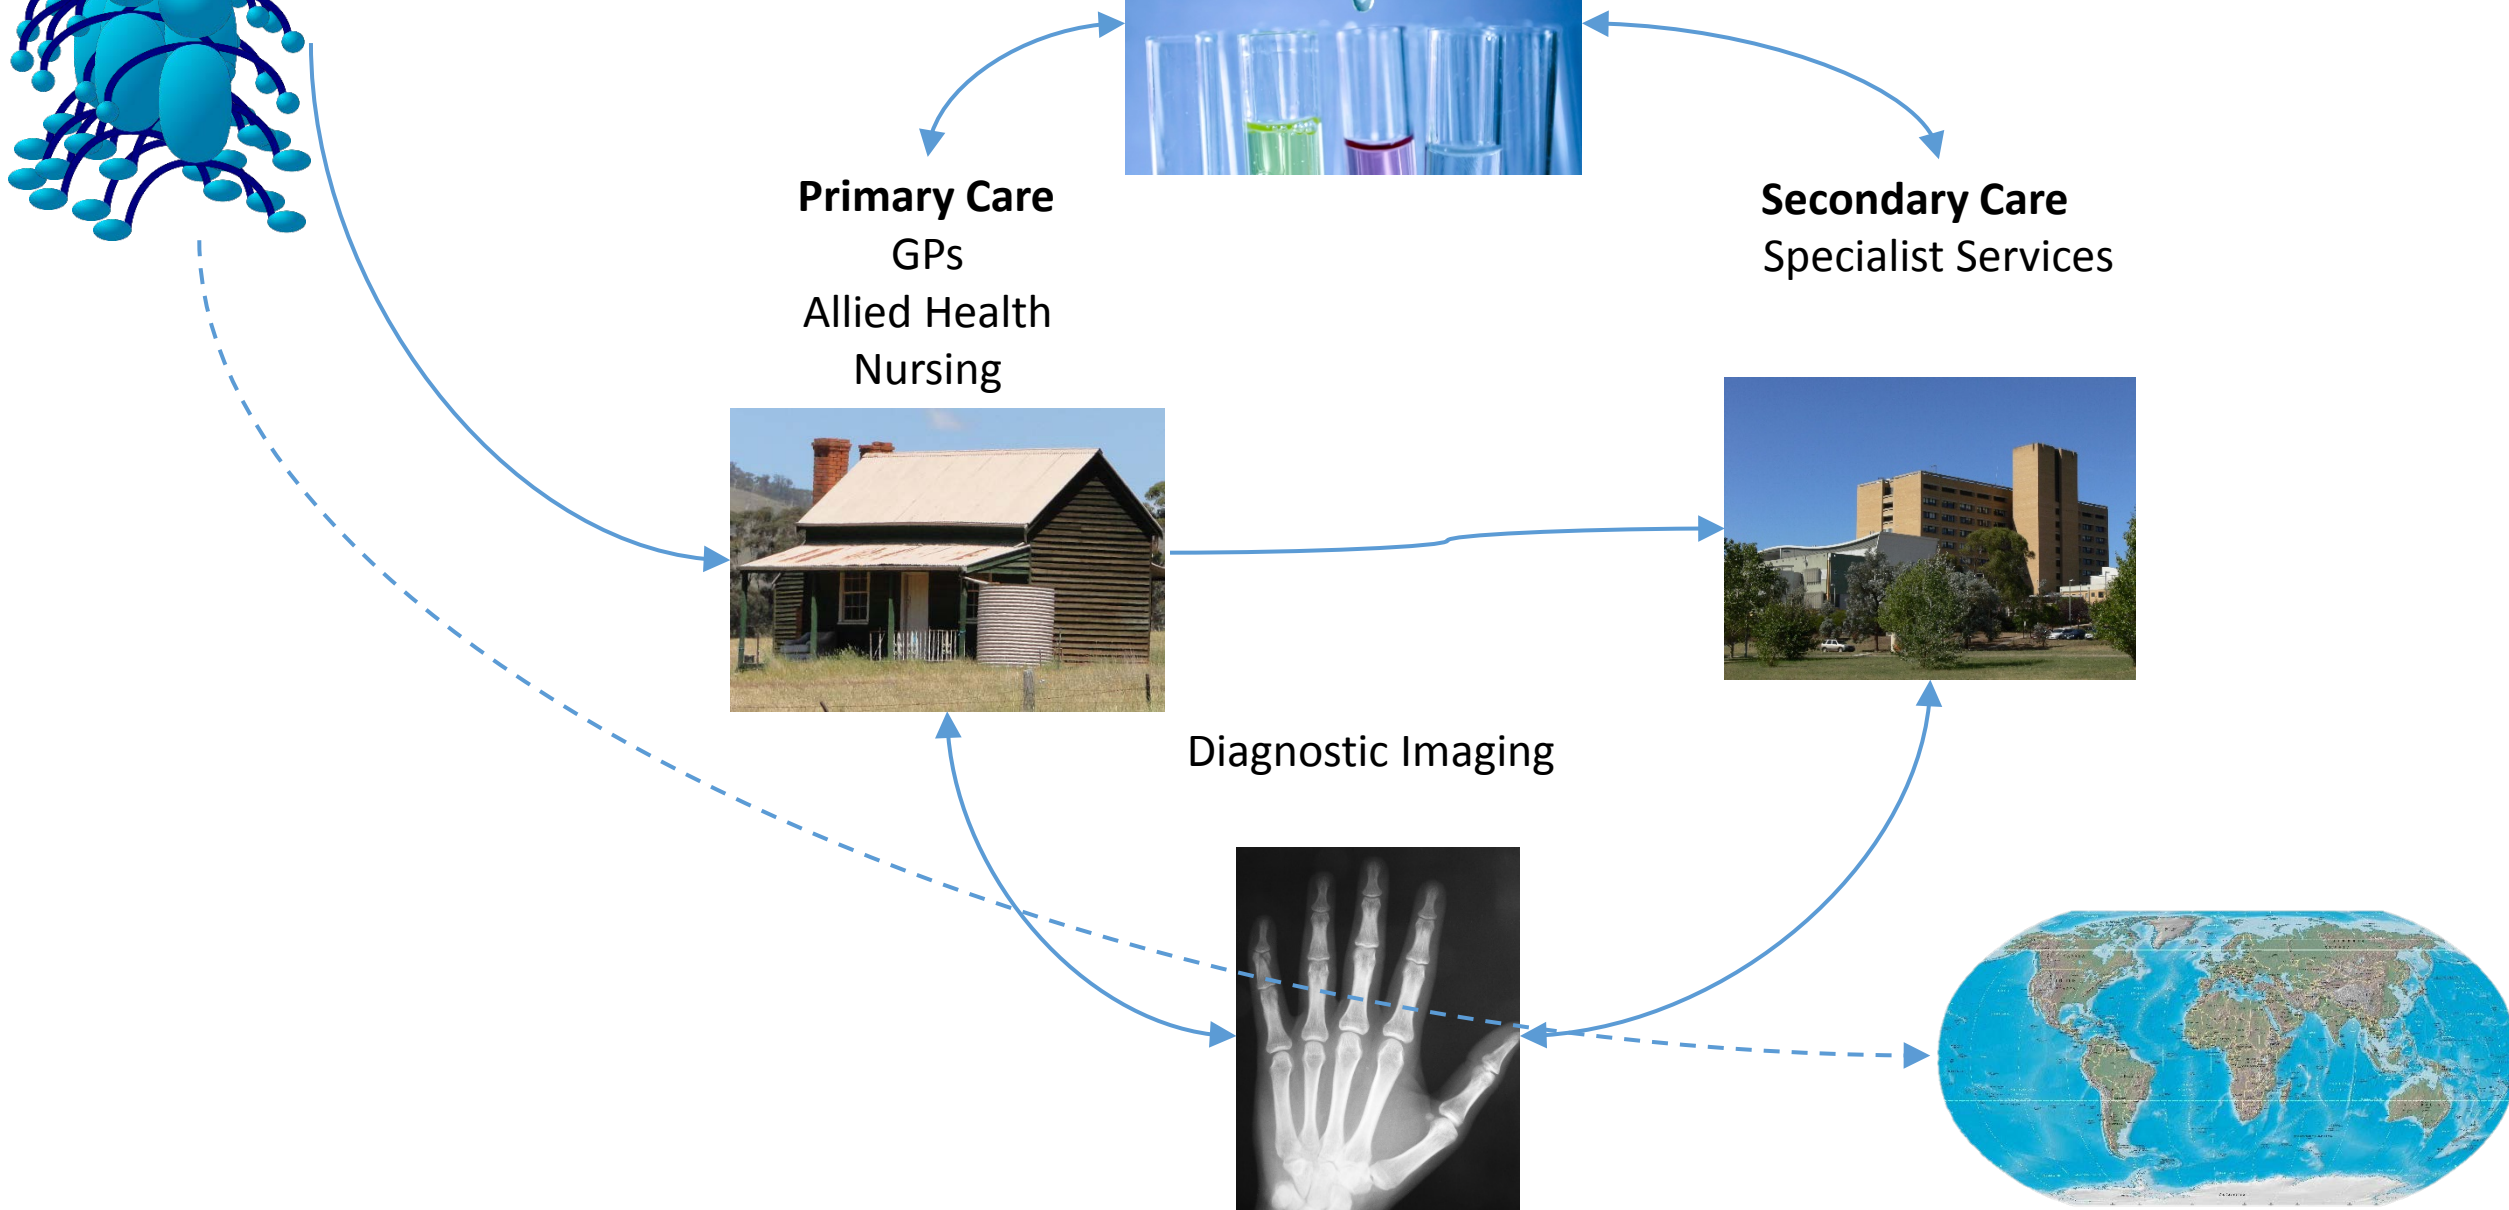 Primary Care
GPs
Allied Health
Nursing
Secondary Care
Specialist Services
Diagnostic Imaging